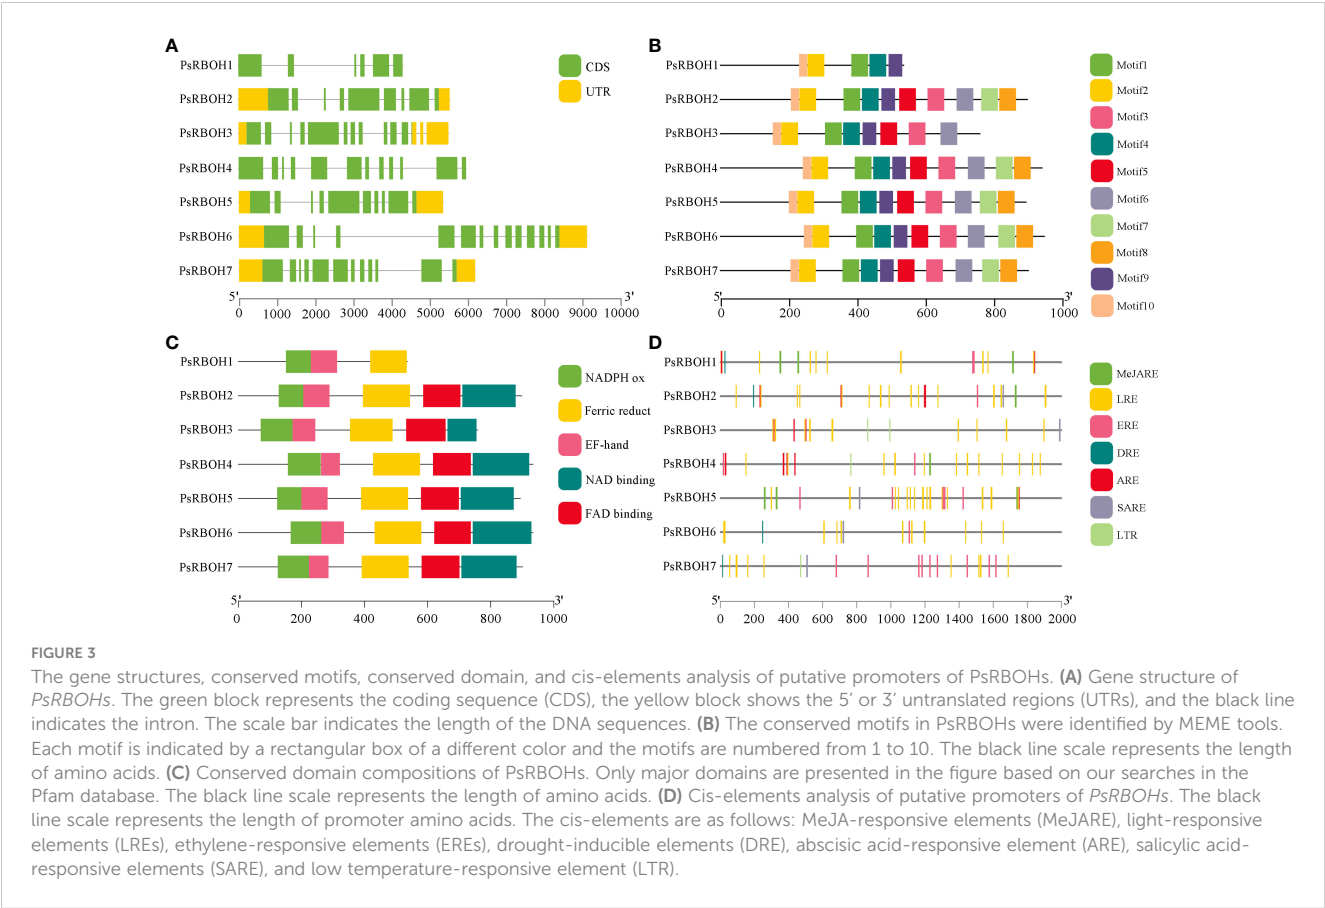 A
PsRBOH1
PsRBOH2
PsRBOH3
PsRBOH4
PsRBOH5
PsRBOH6
PsRBOH7
CDS
UTR
5' 3'
0 1000 2000 3000 4000 5000 6000 7000 8000 9000 10000
B
PsRBOH1
PsRBOH2
PsRBOH3
PsRBOH4
PsRBOH5
PsRBOH6
PsRBOH7
Motif1
Motif2
Motif3
Motif4
Motif5
Motif6
Motif7
Motif8
Motif9
Motif10
5' 3'
0 200 400 600 800 1000
C
PsRBOH1
PsRBOH2
PsRBOH3
PsRBOH4
PsRBOH5
PsRBOH6
PsRBOH7
NADPH ox
Ferric reduct
EF-hand
NAD binding
FAD binding
5' 3'
0 200 400 600 800 1000
D
PsRBOH1
PsRBOH2
PsRBOH3
PsRBOH4
PsRBOH5
PsRBOH6
PsRBOH7
MeJARE
LRE
ERE
DRE
ARE
SARE
LTR
5' 3'
0 200 400 600 800 1000 1200 1400 1600 1800 2000
FIGURE 3
The gene structures, conserved motifs, conserved domain, and cis-elements analysis of putative promoters of PsRBOHs. (A) Gene structure of
PsRBOHs. The green block represents the coding sequence (CDS), the yellow block shows the 5' or 3' untranslated regions (UTRs), and the black line
indicates the intron. The scale bar indicates the length of the DNA sequences. (B) The conserved motifs in PsRBOHs were identified by MEME tools.
Each motif is indicated by a rectangular box of a different color and the motifs are numbered from 1 to 10. The black line scale represents the length
of amino acids. (C) Conserved domain compositions of PsRBOHs. Only major domains are presented in the figure based on our searches in the
Pfam database. The black line scale represents the length of amino acids. (D) Cis-elements analysis of putative promoters of PsRBOHs. The black
line scale represents the length of promoter amino acids. The cis-elements are as follows: MeJA-responsive elements (MeJARE), light-responsive
elements (LREs), ethylene-responsive elements (EREs), drought-inducible elements (DRE), abscisic acid-responsive element (ARE), salicylic acid-
responsive elements (SARE), and low temperature-responsive element (LTR).